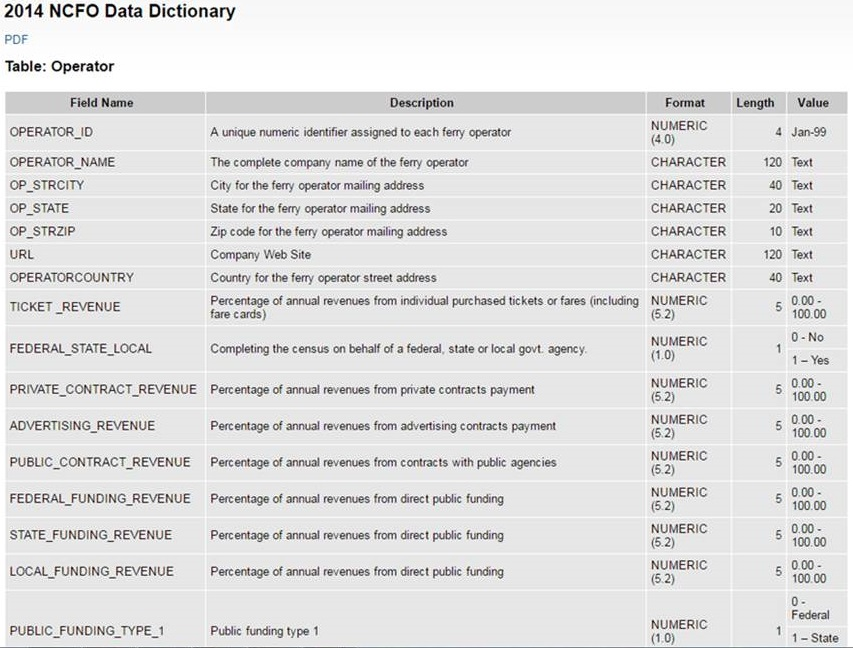 2014 NCFO Data Dictionary
PDF
Table: Operator
Field Name Description Format Length Value
OPERATOR_ID A unique numeric identifier assigned to each ferry operator NUMERIC (4.0) 4 Jan-99
OPERATOR_NAME The complete company name of the ferry operator CHARACTER 120 Text
OP_STRCITY City for the ferry operator mailing address CHARACTER 40 Text
OP_STATE State for the ferry operator mailing address CHARACTER 20 Text
OP_STRZIP Zip code for the ferry operator mailing address CHARACTER 10 Text
URL Company Web Site CHARACTER 120 Text
OPERATORCOUNTRY Country for the ferry operator street address CHARACTER 40 Text
TICKET _REVENUE Percentage of annual revenues from individual purchased tickets or fares (including fare cards) NUMERIC (5.2) 5 0.00 - 100.00
FEDERAL_STATE_LOCAL Completing the census on behalf of a federal, state or local govt. agency. NUMERIC (1.0) 1 0 - No
1 – Yes
PRIVATE_CONTRACT_REVENUE Percentage of annual revenues from private contracts payment NUMERIC (5.2) 5 0.00 - 100.00
ADVERTISING_REVENUE Percentage of annual revenues from advertising contracts payment NUMERIC (5.2) 5 0.00 - 100.00
PUBLIC_CONTRACT_REVENUE Percentage of annual revenues from contracts with public agencies NUMERIC (5.2) 5 0.00 - 100.00
FEDERAL_FUNDING_REVENUE Percentage of annual revenues from direct public funding NUMERIC (5.2) 5 0.00 - 100.00
STATE_FUNDING_REVENUE Percentage of annual revenues from direct public funding NUMERIC (5.2) 5 0.00 - 100.00
LOCAL_FUNDING_REVENUE Percentage of annual revenues from direct public funding NUMERIC (5.2) 5 0.00 - 100.00
PUBLIC_FUNDING_TYPE_1 Public funding type 1 NUMERIC (1.0) 1 0 - Federal
1 – State